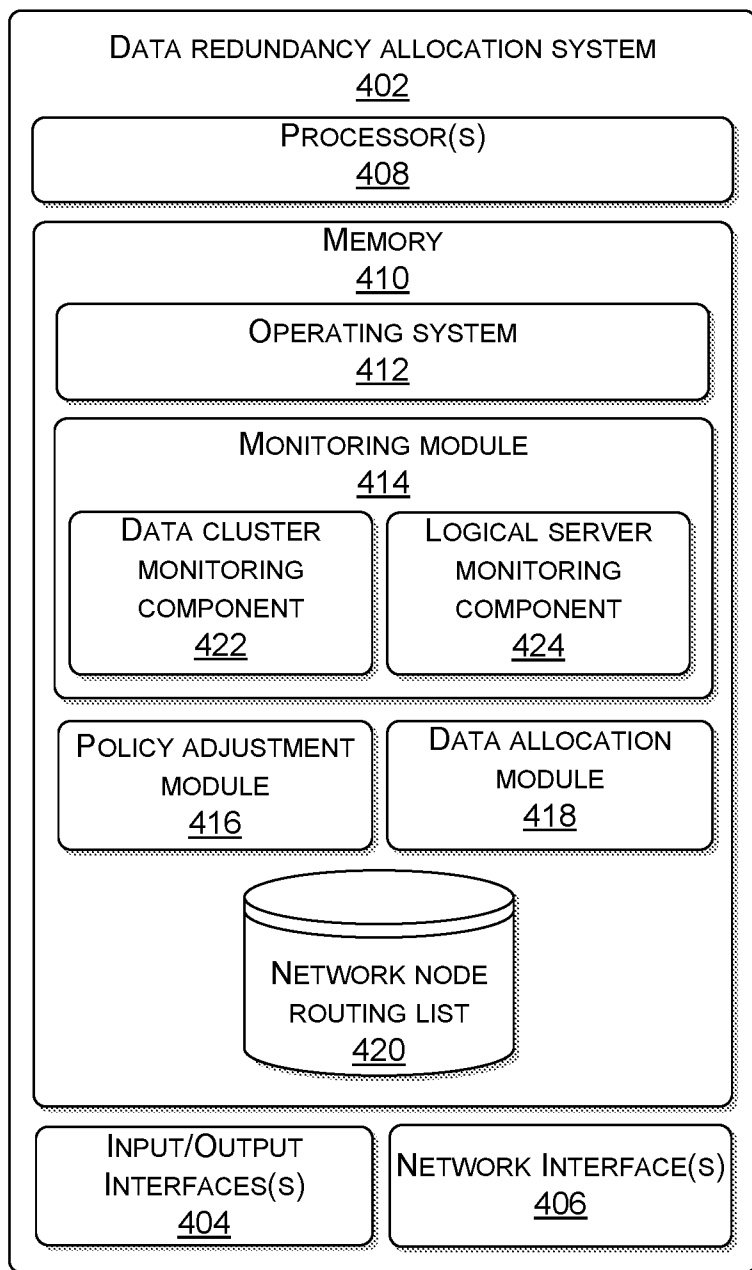 DATA REDUNDANCY ALLOCATION SYSTEM
402
PROCESSOR(S)
408
MEMORY
410
OPERATING SYSTEM
412
MONITORING MODULE
414
DATA CLUSTER
MONITORING
COMPONENT
422
LOGICAL SERVER
MONITORING
COMPONENT
424
POLICY ADJUSTMENT
MODULE
416
DATA ALLOCATION
MODULE
418
NETWORK NODE
ROUTING LIST
420
INPUT/OUTPUT
INTERFACES(S)
404
NETWORK INTERFACE(S)
406